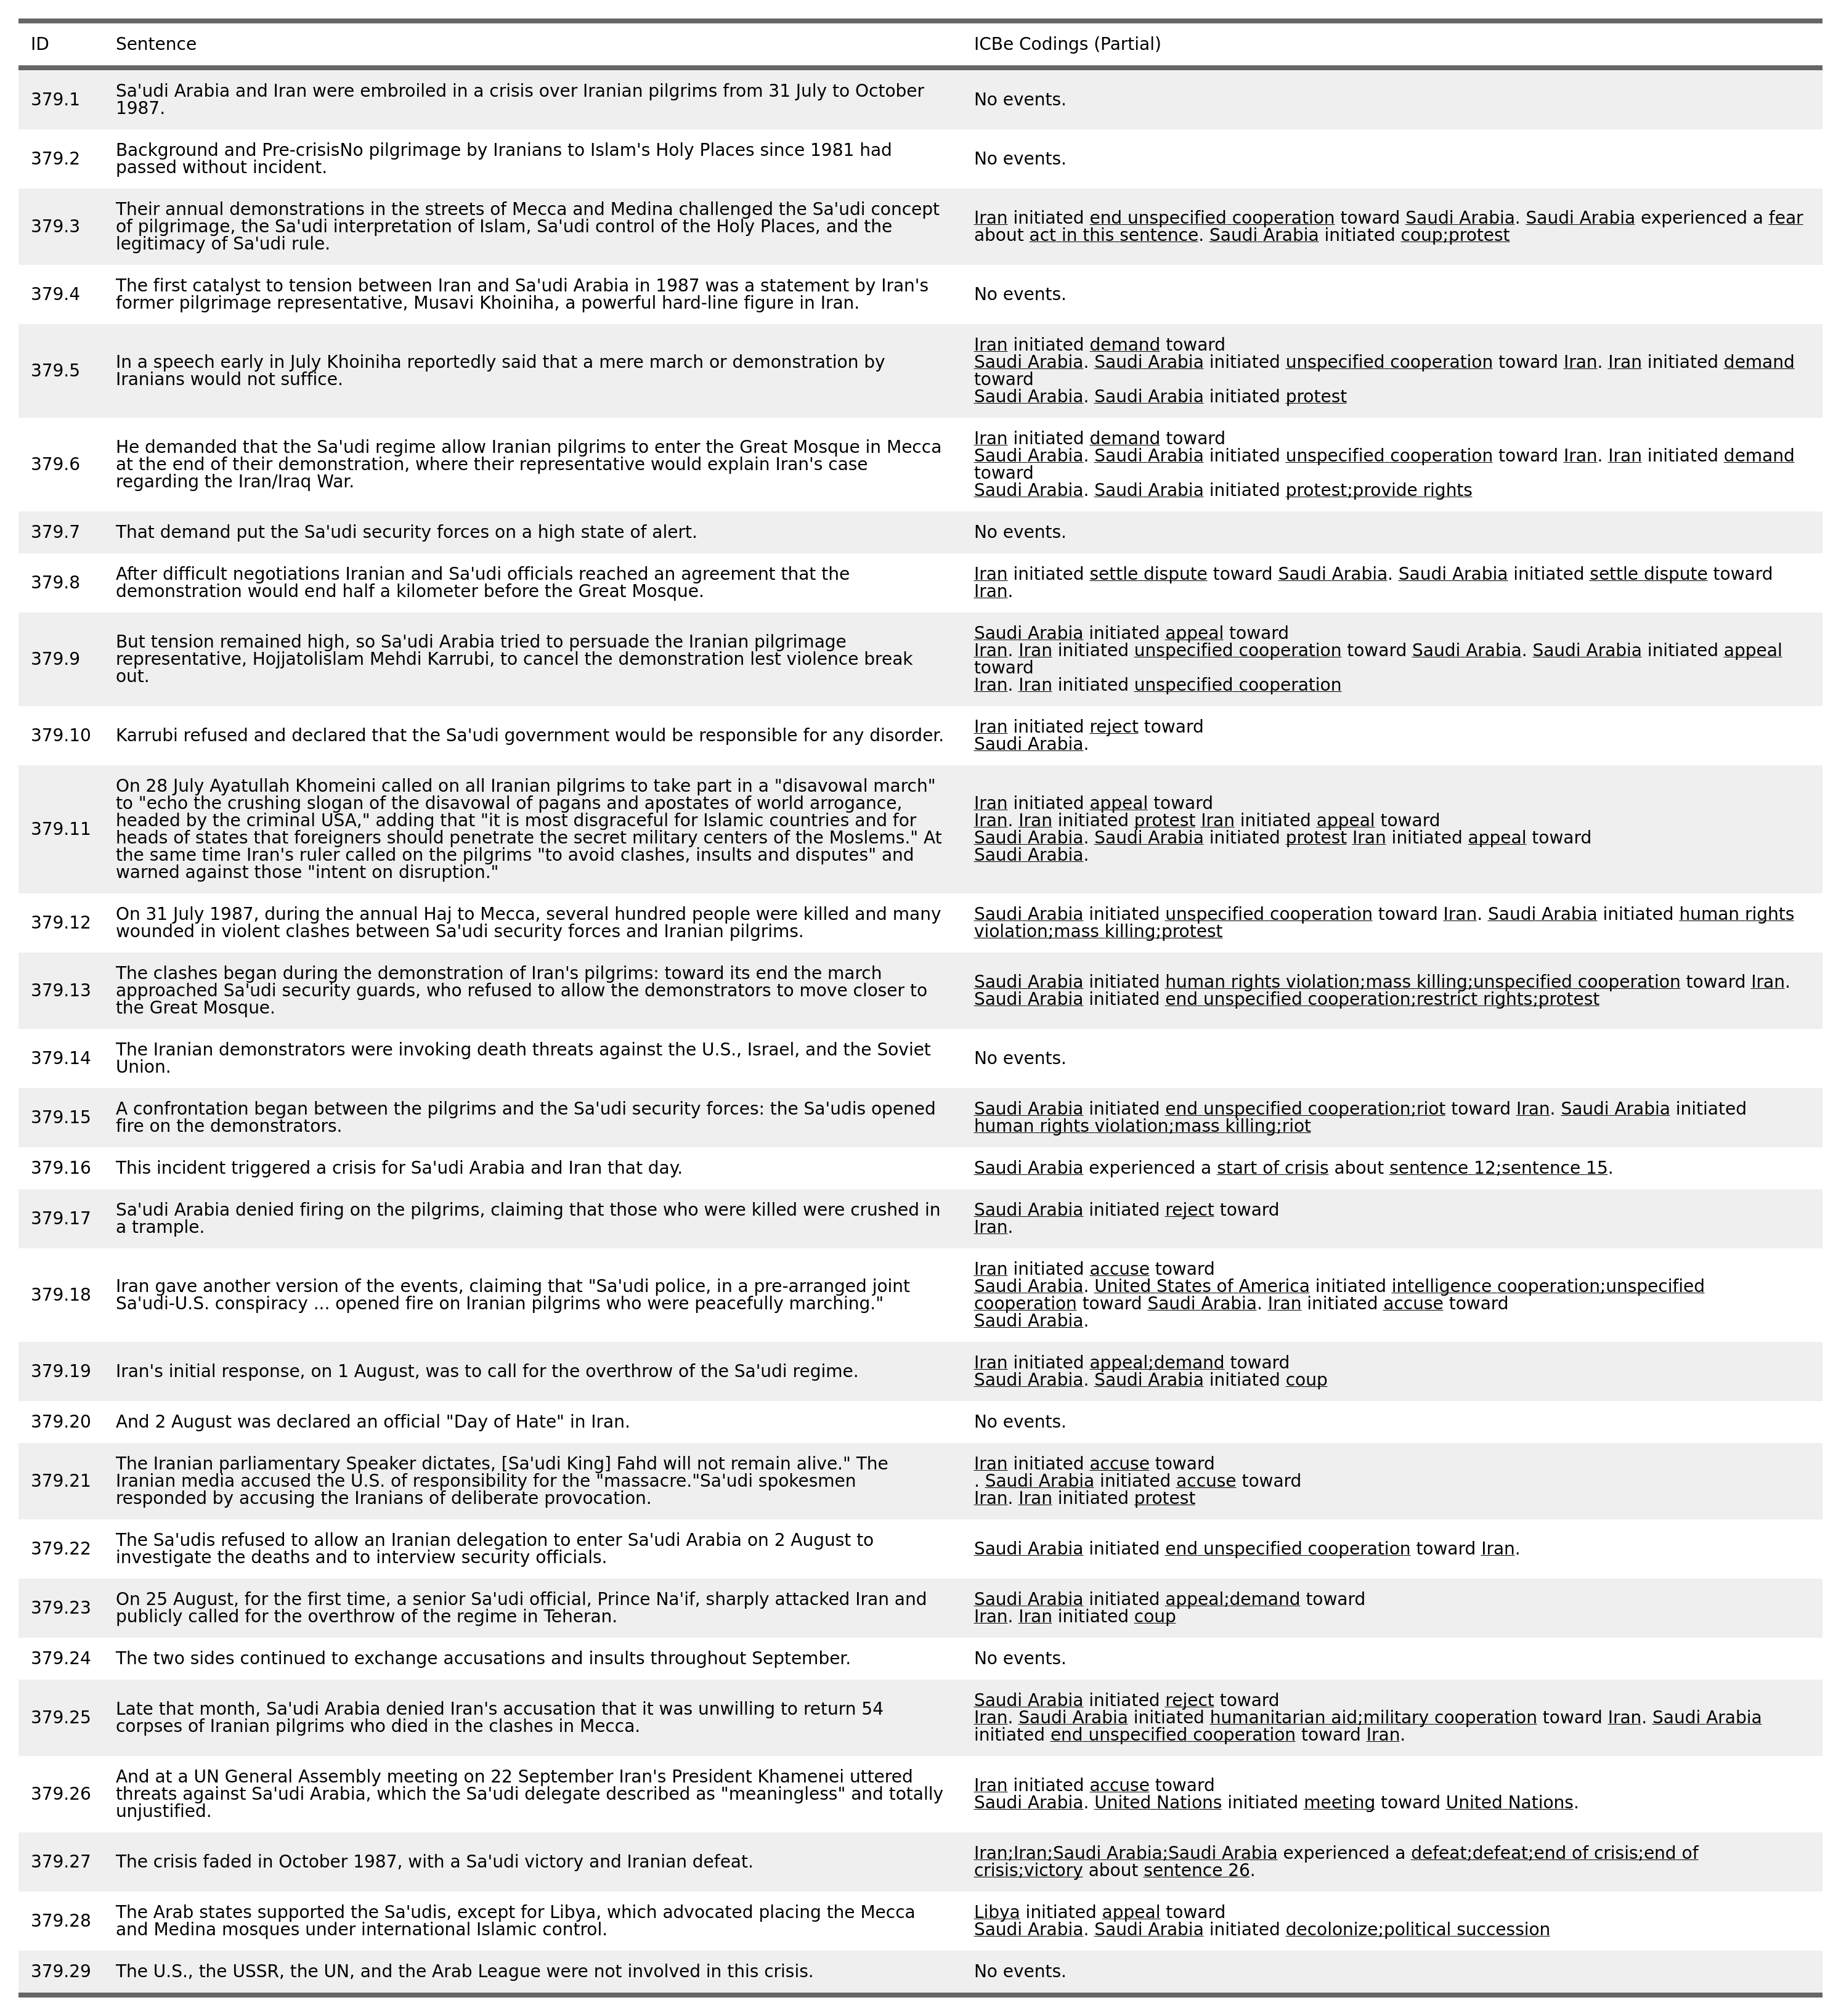 ID Sentence ICBe Codings (Partial)
379.1 Sa'udi Arabia and Iran were embroiled in a crisis over Iranian pilgrims from 31 July to October
1987.
No events.
379.2 Background and Pre-crisisNo pilgrimage by Iranians to Islam's Holy Places since 1981 had
passed without incident.
No events.
379.3 Their annual demonstrations in the streets of Mecca and Medina challenged the Sa'udi concept
of pilgrimage, the Sa'udi interpretation of Islam, Sa'udi control of the Holy Places, and the
legitimacy of Sa'udi rule.
Iran initiated end unspecified cooperation toward Saudi Arabia. Saudi Arabia experienced a fear
about act in this sentence. Saudi Arabia initiated coup;protest
379.4 The first catalyst to tension between Iran and Sa'udi Arabia in 1987 was a statement by Iran's
former pilgrimage representative, Musavi Khoiniha, a powerful hard-line figure in Iran.
No events.
379.5 In a speech early in July Khoiniha reportedly said that a mere march or demonstration by
Iranians would not suffice.
Iran initiated demand toward
Saudi Arabia. Saudi Arabia initiated unspecified cooperation toward Iran. Iran initiated demand
toward
Saudi Arabia. Saudi Arabia initiated protest
379.6 He demanded that the Sa'udi regime allow Iranian pilgrims to enter the Great Mosque in Mecca
at the end of their demonstration, where their representative would explain Iran's case
regarding the Iran/Iraq War.
Iran initiated demand toward
Saudi Arabia. Saudi Arabia initiated unspecified cooperation toward Iran. Iran initiated demand
toward
Saudi Arabia. Saudi Arabia initiated protest;provide rights
379.7 That demand put the Sa'udi security forces on a high state of alert.
No events.
379.8 After difficult negotiations Iranian and Sa'udi officials reached an agreement that the
demonstration would end half a kilometer before the Great Mosque.
Iran initiated settle dispute toward Saudi Arabia. Saudi Arabia initiated settle dispute toward
Iran.
379.9 But tension remained high, so Sa'udi Arabia tried to persuade the Iranian pilgrimage
representative, Hojjatolislam Mehdi Karrubi, to cancel the demonstration lest violence break
out.
Saudi Arabia initiated appeal toward
Iran. Iran initiated unspecified cooperation toward Saudi Arabia. Saudi Arabia initiated appeal
toward
Iran. Iran initiated unspecified cooperation
379.10 Karrubi refused and declared that the Sa'udi government would be responsible for any disorder.
Iran initiated reject toward
Saudi Arabia.
379.11 On 28 July Ayatullah Khomeini called on all Iranian pilgrims to take part in a "disavowal march"
to "echo the crushing slogan of the disavowal of pagans and apostates of world arrogance,
headed by the criminal USA," adding that "it is most disgraceful for Islamic countries and for
heads of states that foreigners should penetrate the secret military centers of the Moslems." At
the same time Iran's ruler called on the pilgrims "to avoid clashes, insults and disputes" and
warned against those "intent on disruption."
Iran initiated appeal toward
Iran. Iran initiated protest Iran initiated appeal toward
Saudi Arabia. Saudi Arabia initiated protest Iran initiated appeal toward
Saudi Arabia.
379.12 On 31 July 1987, during the annual Haj to Mecca, several hundred people were killed and many
wounded in violent clashes between Sa'udi security forces and Iranian pilgrims.
Saudi Arabia initiated unspecified cooperation toward Iran. Saudi Arabia initiated human rights
violation;mass killing;protest
379.13 The clashes began during the demonstration of Iran's pilgrims: toward its end the march
approached Sa'udi security guards, who refused to allow the demonstrators to move closer to
the Great Mosque.
Saudi Arabia initiated human rights violation;mass killing;unspecified cooperation toward Iran.
Saudi Arabia initiated end unspecified cooperation;restrict rights;protest
379.14 The Iranian demonstrators were invoking death threats against the U.S., Israel, and the Soviet
Union.
No events.
379.15 A confrontation began between the pilgrims and the Sa'udi security forces: the Sa'udis opened
fire on the demonstrators.
Saudi Arabia initiated end unspecified cooperation;riot toward Iran. Saudi Arabia initiated
human rights violation;mass killing;riot
379.16 This incident triggered a crisis for Sa'udi Arabia and Iran that day.
Saudi Arabia experienced a start of crisis about sentence 12;sentence 15.
379.17 Sa'udi Arabia denied firing on the pilgrims, claiming that those who were killed were crushed in
a trample.
Saudi Arabia initiated reject toward
Iran.
379.18 Iran gave another version of the events, claiming that "Sa'udi police, in a pre-arranged joint
Sa'udi-U.S. conspiracy ... opened fire on Iranian pilgrims who were peacefully marching."
Iran initiated accuse toward
Saudi Arabia. United States of America initiated intelligence cooperation;unspecified
cooperation toward Saudi Arabia. Iran initiated accuse toward
Saudi Arabia.
379.19 Iran's initial response, on 1 August, was to call for the overthrow of the Sa'udi regime.
Iran initiated appeal;demand toward
Saudi Arabia. Saudi Arabia initiated coup
379.20 And 2 August was declared an official "Day of Hate" in Iran.
No events.
379.21 The Iranian parliamentary Speaker dictates, [Sa'udi King] Fahd will not remain alive." The
Iranian media accused the U.S. of responsibility for the "massacre."Sa'udi spokesmen
responded by accusing the Iranians of deliberate provocation.
Iran initiated accuse toward
. Saudi Arabia initiated accuse toward
Iran. Iran initiated protest
379.22 The Sa'udis refused to allow an Iranian delegation to enter Sa'udi Arabia on 2 August to
investigate the deaths and to interview security officials.
Saudi Arabia initiated end unspecified cooperation toward Iran.
379.23 On 25 August, for the first time, a senior Sa'udi official, Prince Na'if, sharply attacked Iran and
publicly called for the overthrow of the regime in Teheran.
Saudi Arabia initiated appeal;demand toward
Iran. Iran initiated coup
379.24 The two sides continued to exchange accusations and insults throughout September.
No events.
379.25 Late that month, Sa'udi Arabia denied Iran's accusation that it was unwilling to return 54
corpses of Iranian pilgrims who died in the clashes in Mecca.
Saudi Arabia initiated reject toward
Iran. Saudi Arabia initiated humanitarian aid;military cooperation toward Iran. Saudi Arabia
initiated end unspecified cooperation toward Iran.
379.26 And at a UN General Assembly meeting on 22 September Iran's President Khamenei uttered
threats against Sa'udi Arabia, which the Sa'udi delegate described as "meaningless" and totally
unjustified.
Iran initiated accuse toward
Saudi Arabia. United Nations initiated meeting toward United Nations.
379.27 The crisis faded in October 1987, with a Sa'udi victory and Iranian defeat.
Iran;Iran;Saudi Arabia;Saudi Arabia experienced a defeat;defeat;end of crisis;end of
crisis;victory about sentence 26.
379.28 The Arab states supported the Sa'udis, except for Libya, which advocated placing the Mecca
and Medina mosques under international Islamic control.
Libya initiated appeal toward
Saudi Arabia. Saudi Arabia initiated decolonize;political succession
379.29 The U.S., the USSR, the UN, and the Arab League were not involved in this crisis.
No events.